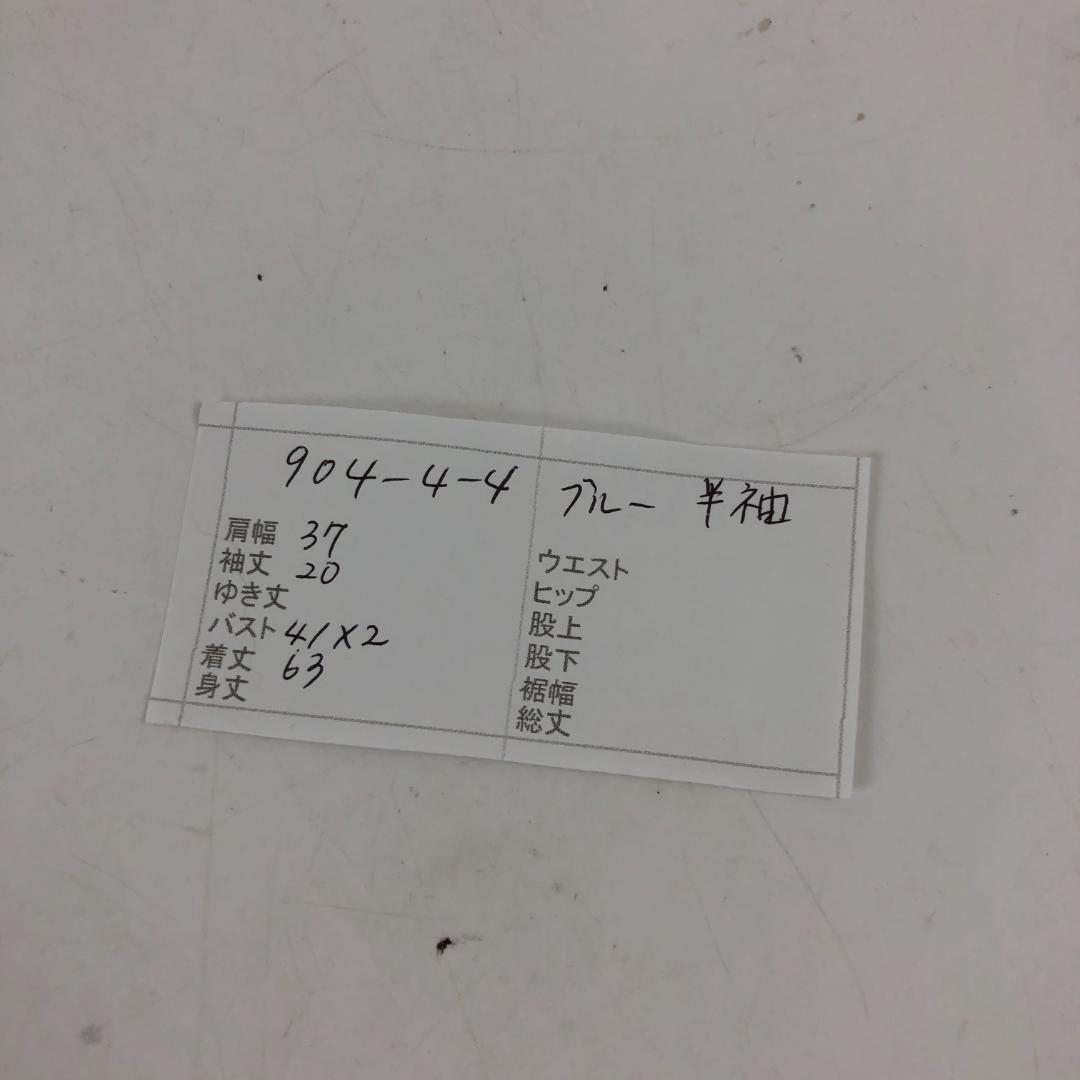 904-4-4
肩幅 37
袖丈 20
ゆき丈
バスト 41×2
着丈 63
身丈
ブルー 半袖
ウエスト
ヒップ
股上
股下
裾幅
総丈